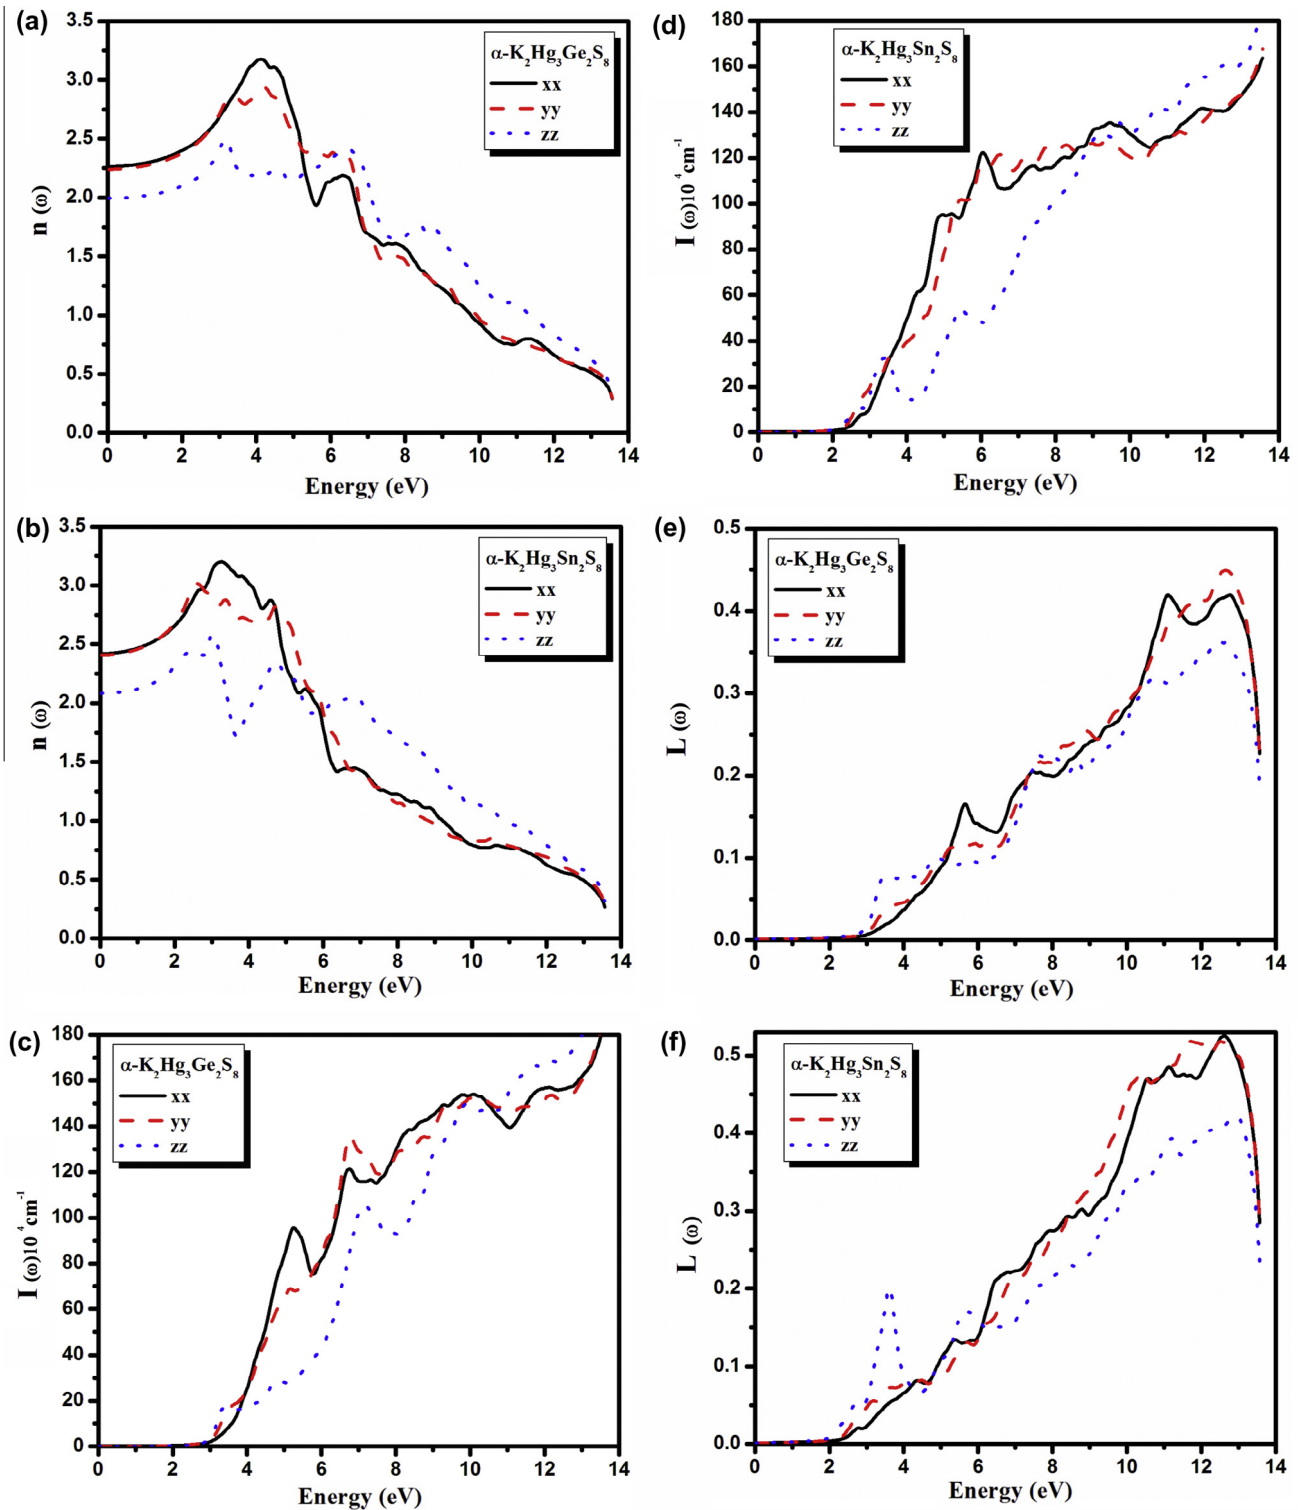 (a)
3.5
3.0
2.5
2.0
1.5
1.0
0.5
0.0
n (ω)
α-K₂Hg₃Ge₂S₈
xx
yy
zz
0 2 4 6 8 10 12 14
Energy (eV)
(b)
3.5
3.0
2.5
2.0
1.5
1.0
0.5
0.0
n (ω)
α-K₂Hg₃Sn₂S₈
xx
yy
zz
0 2 4 6 8 10 12 14
Energy (eV)
(c)
180
160
140
120
100
80
60
40
20
0
I (ω)10⁴cm⁻¹
α-K₂Hg₃Ge₂S₈
xx
yy
zz
0 2 4 6 8 10 12 14
Energy (eV)
(d)
180
160
140
120
100
80
60
40
20
0
I (ω)10⁴cm⁻¹
α-K₂Hg₃Sn₂S₈
xx
yy
zz
0 2 4 6 8 10 12 14
Energy (eV)
(e)
0.5
0.4
0.3
0.2
0.1
0.0
L (ω)
α-K₂Hg₃Ge₂S₈
xx
yy
zz
0 2 4 6 8 10 12 14
Energy (eV)
(f)
0.5
0.4
0.3
0.2
0.1
0.0
L (ω)
α-K₂Hg₃Sn₂S₈
xx
yy
zz
0 2 4 6 8 10 12 14
Energy (eV)